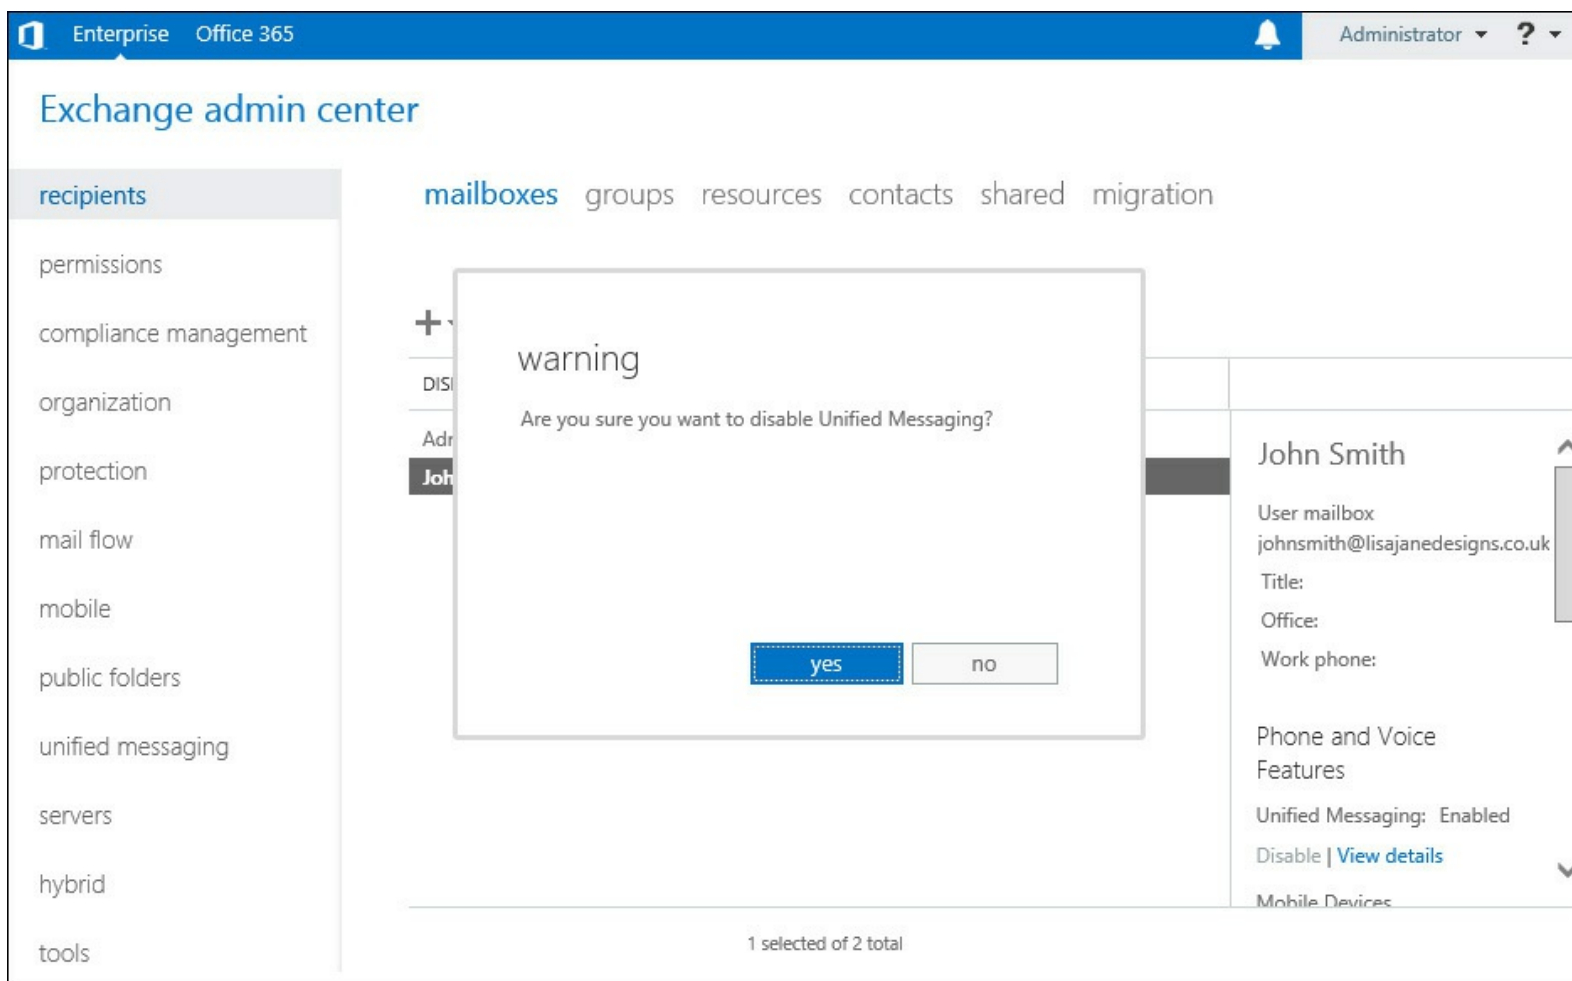 Enterprise Office 365 Administrator ?
Exchange admin center
recipients
permissions
compliance management
organization
protection
mail flow
mobile
public folders
unified messaging
servers
hybrid
tools
mailboxes groups resources contacts shared migration
warning
Are you sure you want to disable Unified Messaging?
yes no
John Smith
User mailbox
johnsmith@lisajanedesigns.co.uk
Title:
Office:
Work phone:
Phone and Voice
Features
Unified Messaging: Enabled
Disable | View details
Mobile Devices
1 selected of 2 total